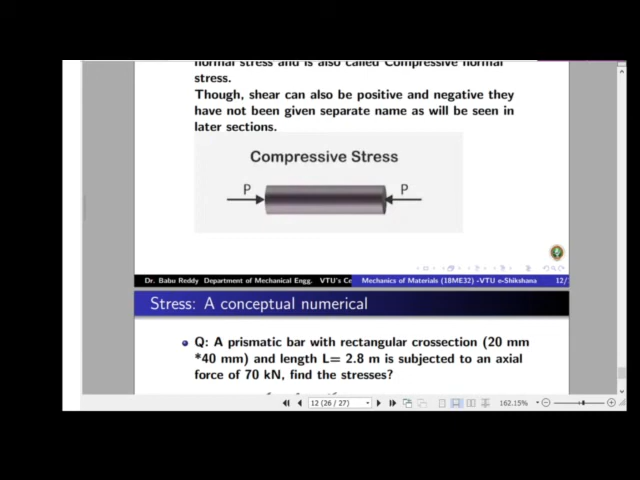 normal stress and is also called Compressive normal
stress.
Though, shear can also be positive and negative they
have not been given separate name as will be seen in
later sections.
Compressive Stress
P P
Dr. Babu Reddy Department of Mechanical Engg. VTU's Ce Mechanics of Materials (18ME32) -VTU e-Shikshana 12/
Stress: A conceptual numerical
Q: A prismatic bar with rectangular crossection (20 mm
*40 mm) and length L= 2.8 m is subjected to an axial
force of 70 kN, find the stresses?
12 (26 / 27) 162.15%